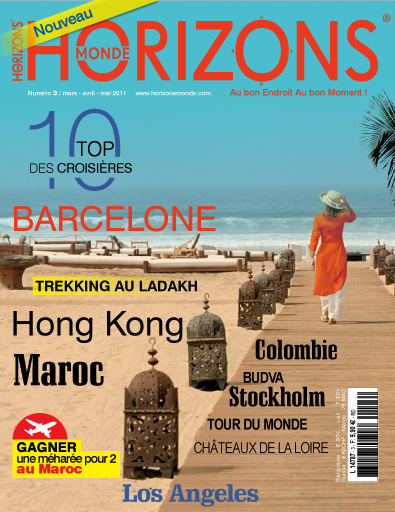 Nouveau
HORIZONS
HORIZONS®
MONDE
Numéro 3 / mars - avril - mai 2011 www.horizonsmonde.com Au bon Endroit Au bon Moment !
10
TOP
DES CROISIÈRES
BARCELONE
TREKKING AU LADAKH
Hong Kong
Maroc
Colombie
BUDVA
Stockholm
TOUR DU MONDE
CHÂTEAUX DE LA LOIRE
GAGNER
une méharée pour 2
au Maroc
Los Angeles